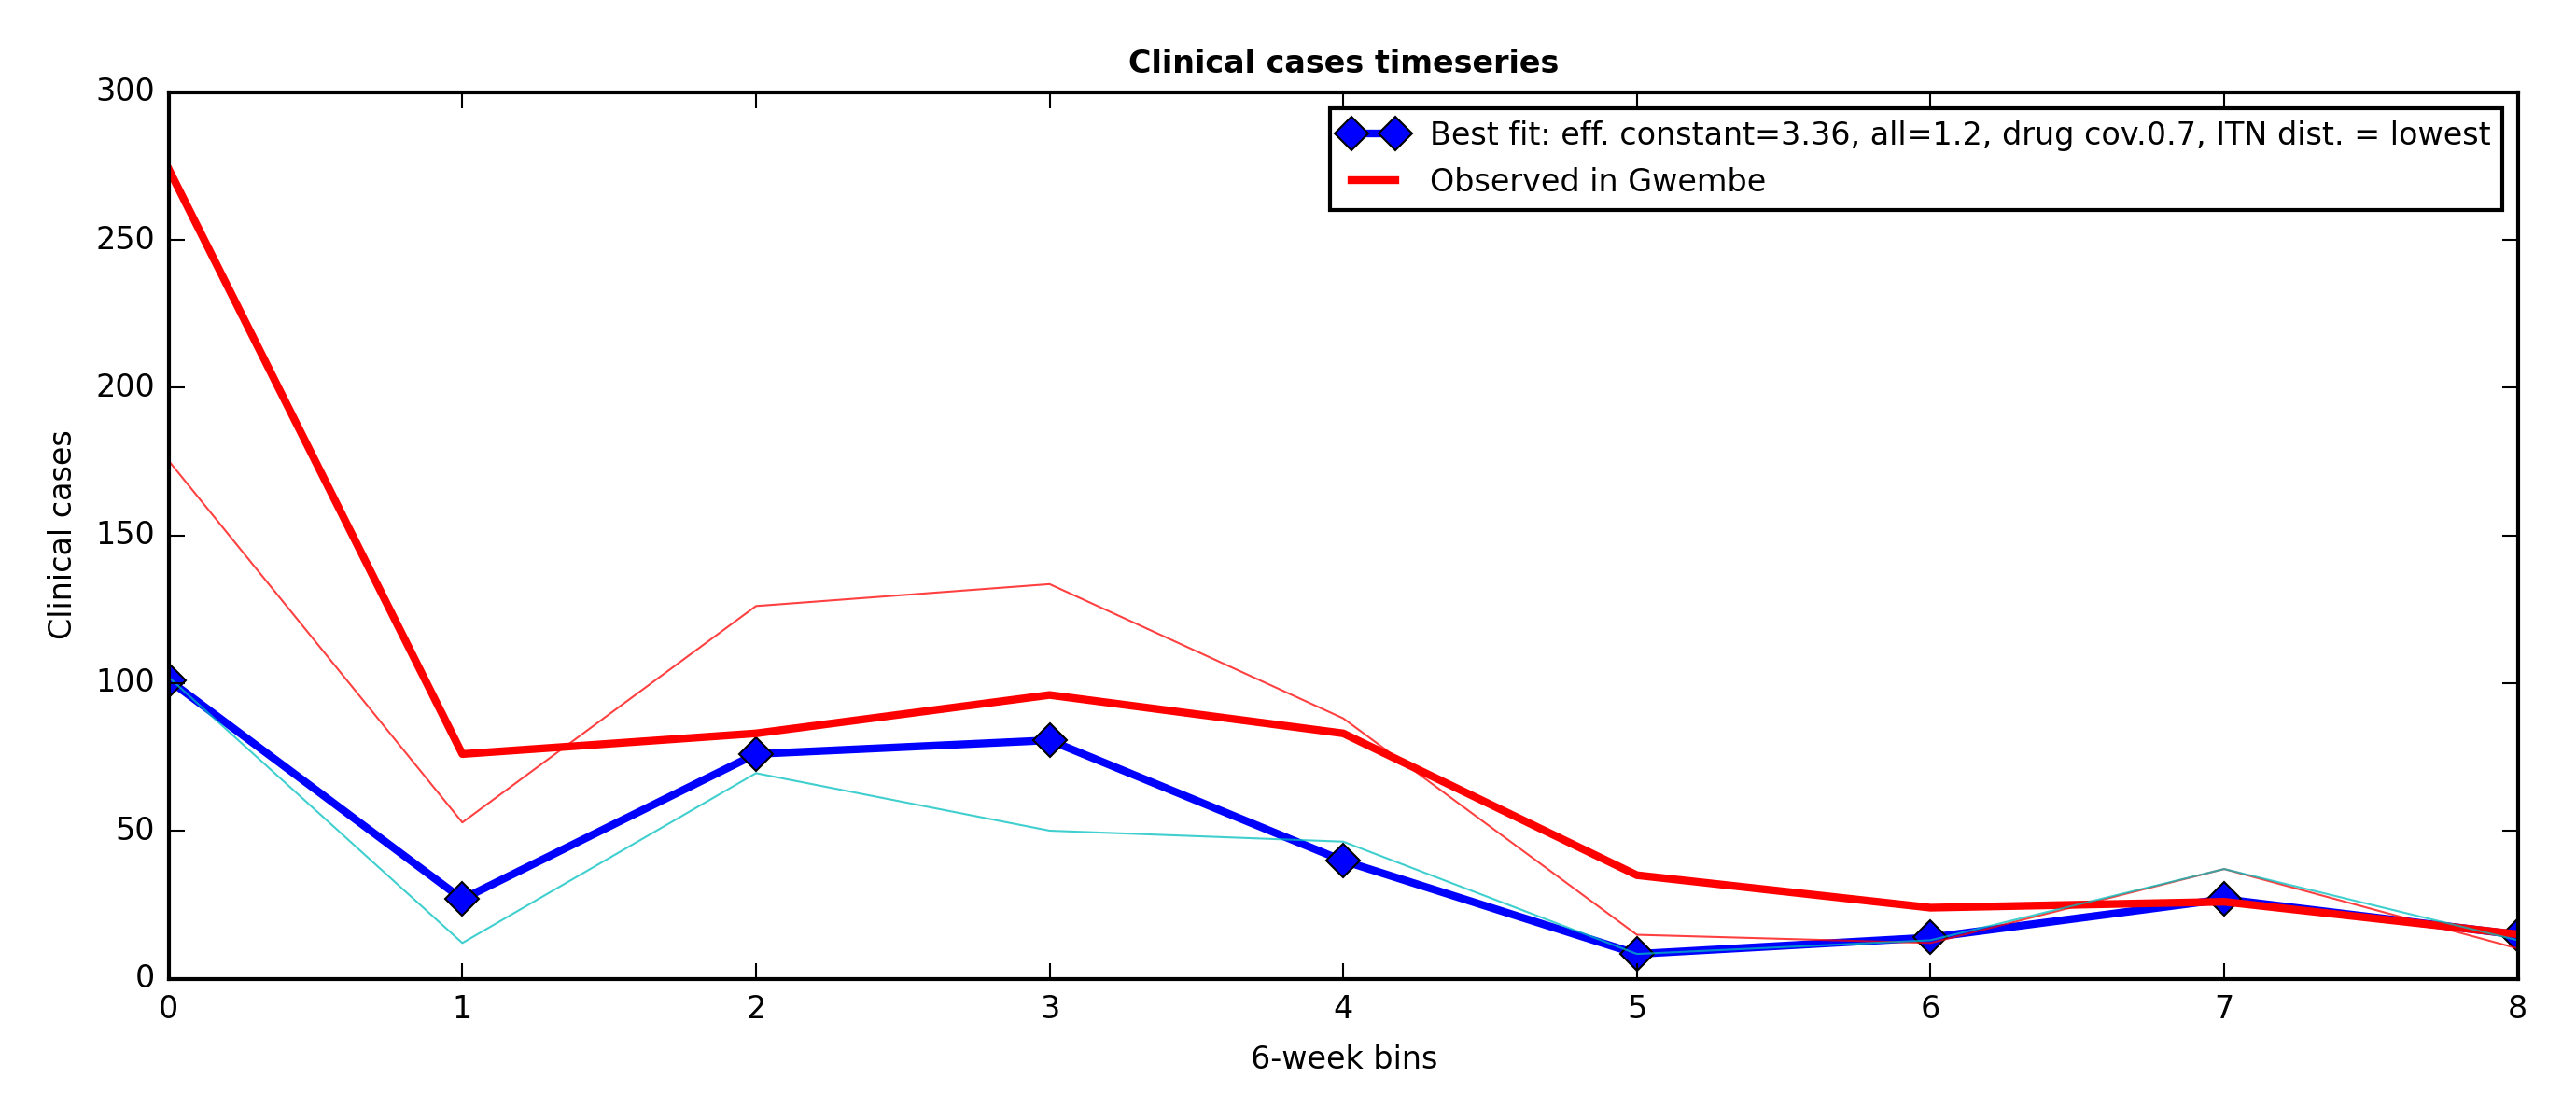 Clinical cases timeseries
300
250
200
150
100
50
0
Clinical cases
Best fit: eff. constant=3.36, all=1.2, drug cov.0.7, ITN dist. = lowest
Observed in Gwembe
0 1 2 3 4 5 6 7 8
6-week bins